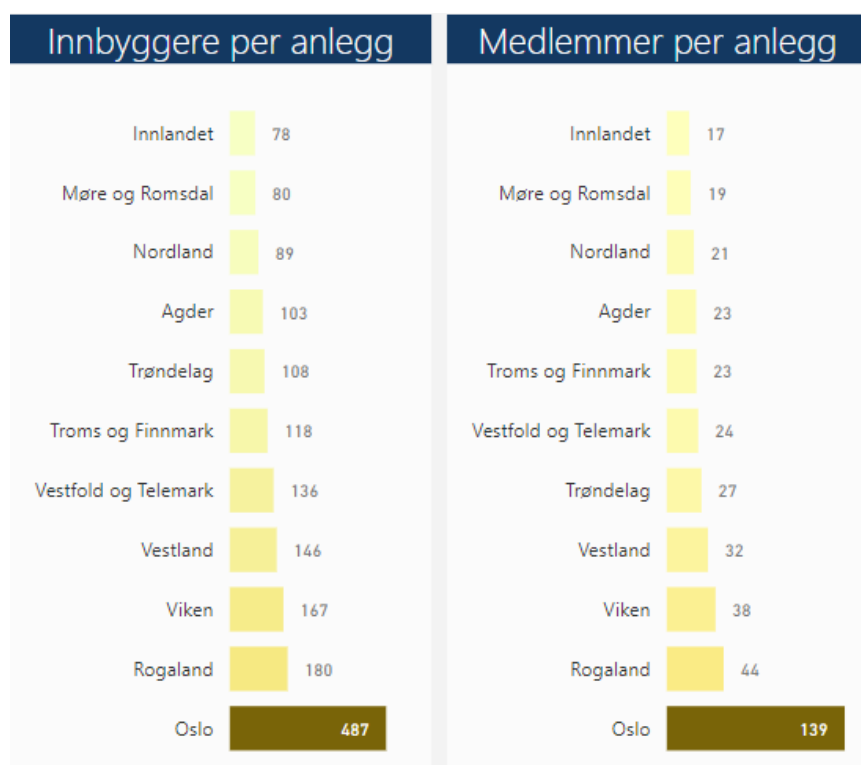 Innbyggere per anlegg
Innlandet 78
Møre og Romsdal 80
Nordland 89
Agder 103
Trøndelag 108
Troms og Finnmark 118
Vestfold og Telemark 136
Vestland 146
Viken 167
Rogaland 180
Oslo 487
Medlemmer per anlegg
Innlandet 17
Møre og Romsdal 19
Nordland 21
Agder 23
Troms og Finnmark 23
Vestfold og Telemark 24
Trøndelag 27
Vestland 32
Viken 38
Rogaland 44
Oslo 139